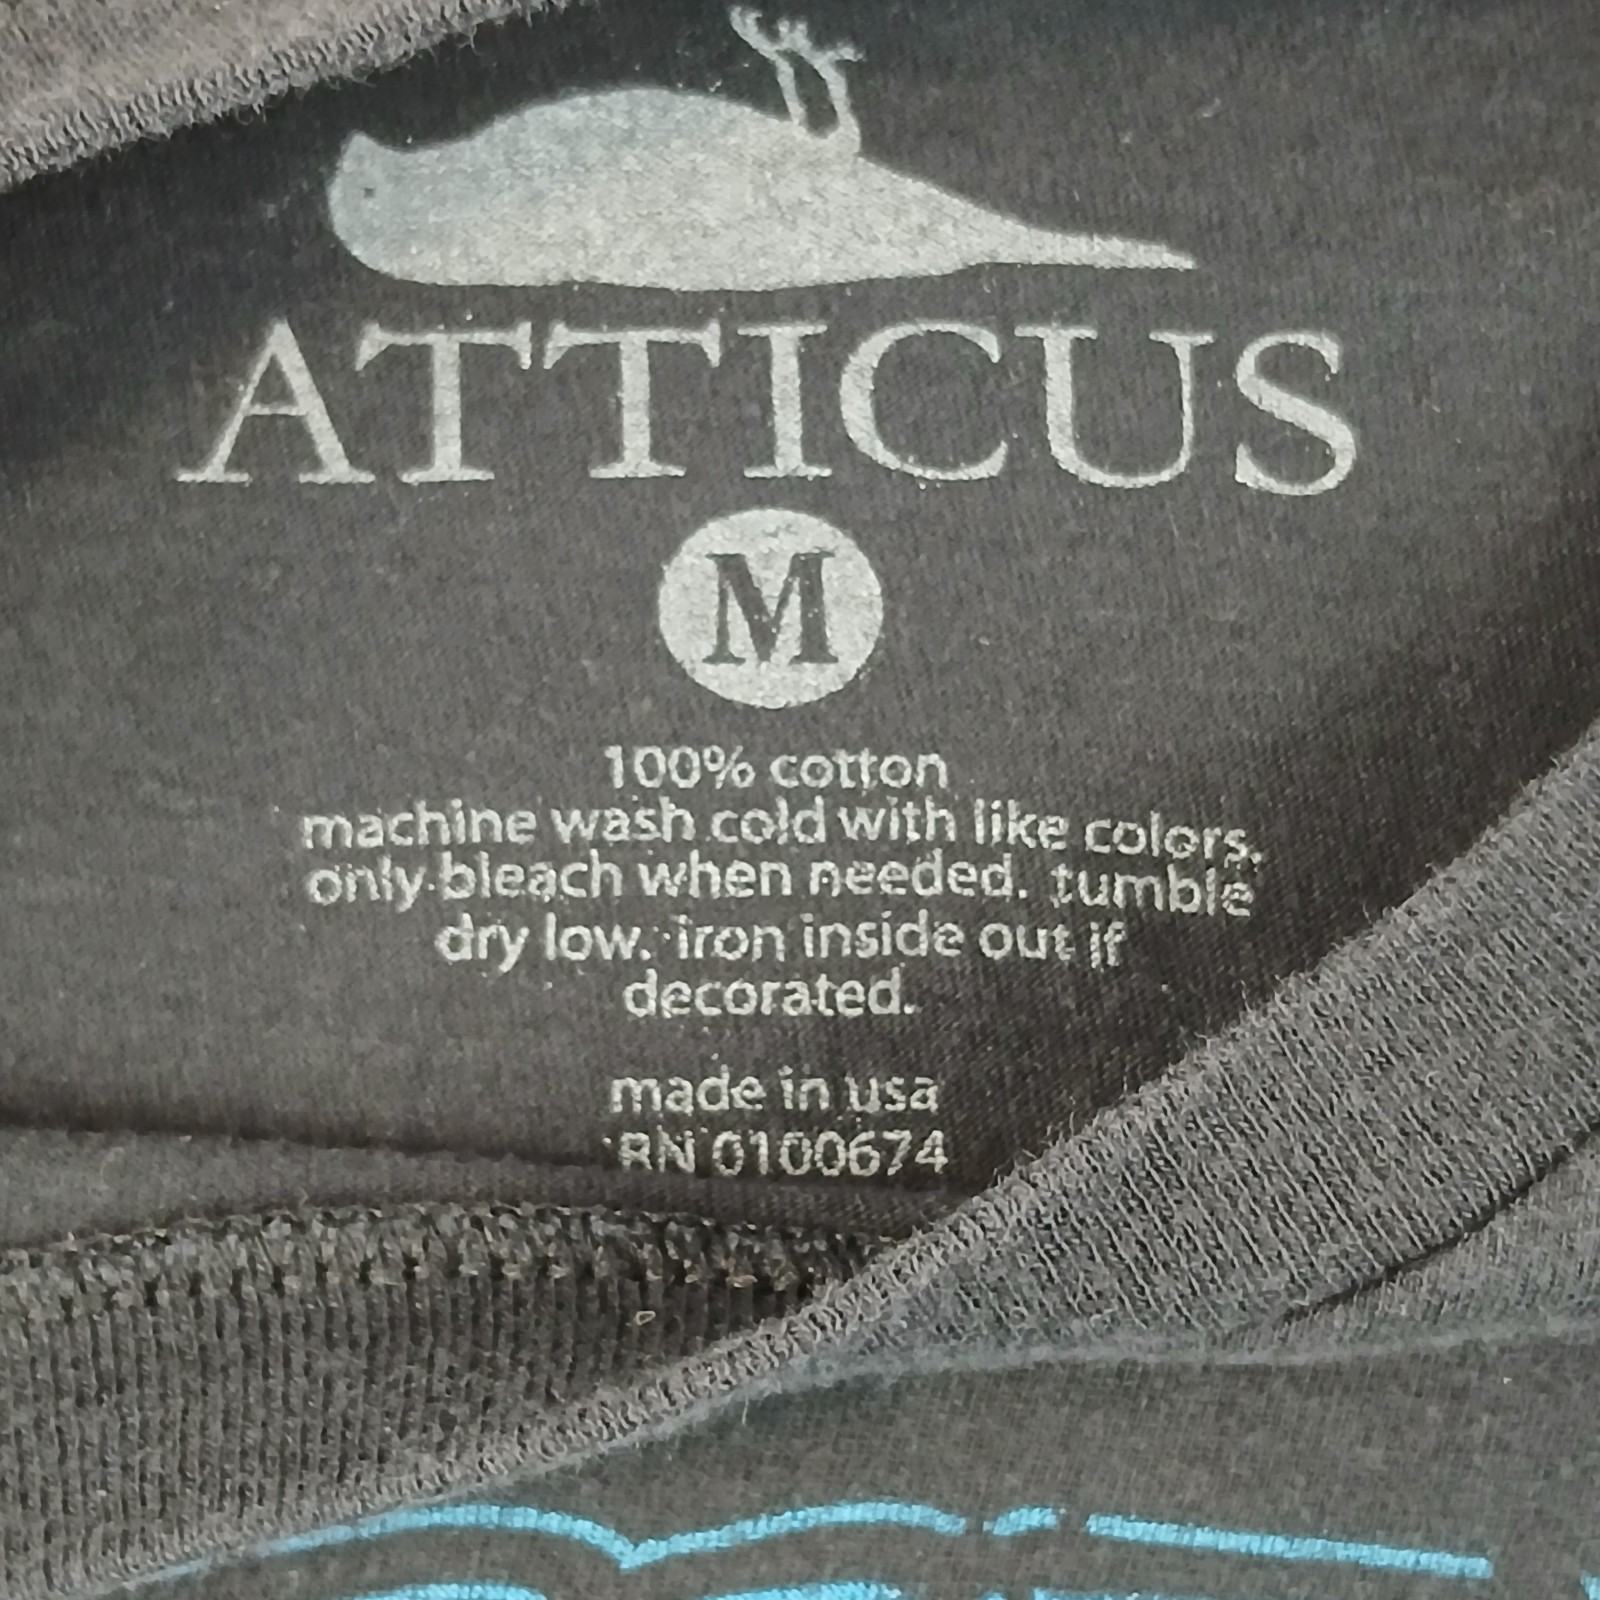 ATTICUS
M
100% cotton
machine wash cold with like colors.
only bleach when needed. tumble
dry low. iron inside out if
decorated.
made in usa
RN 0100674